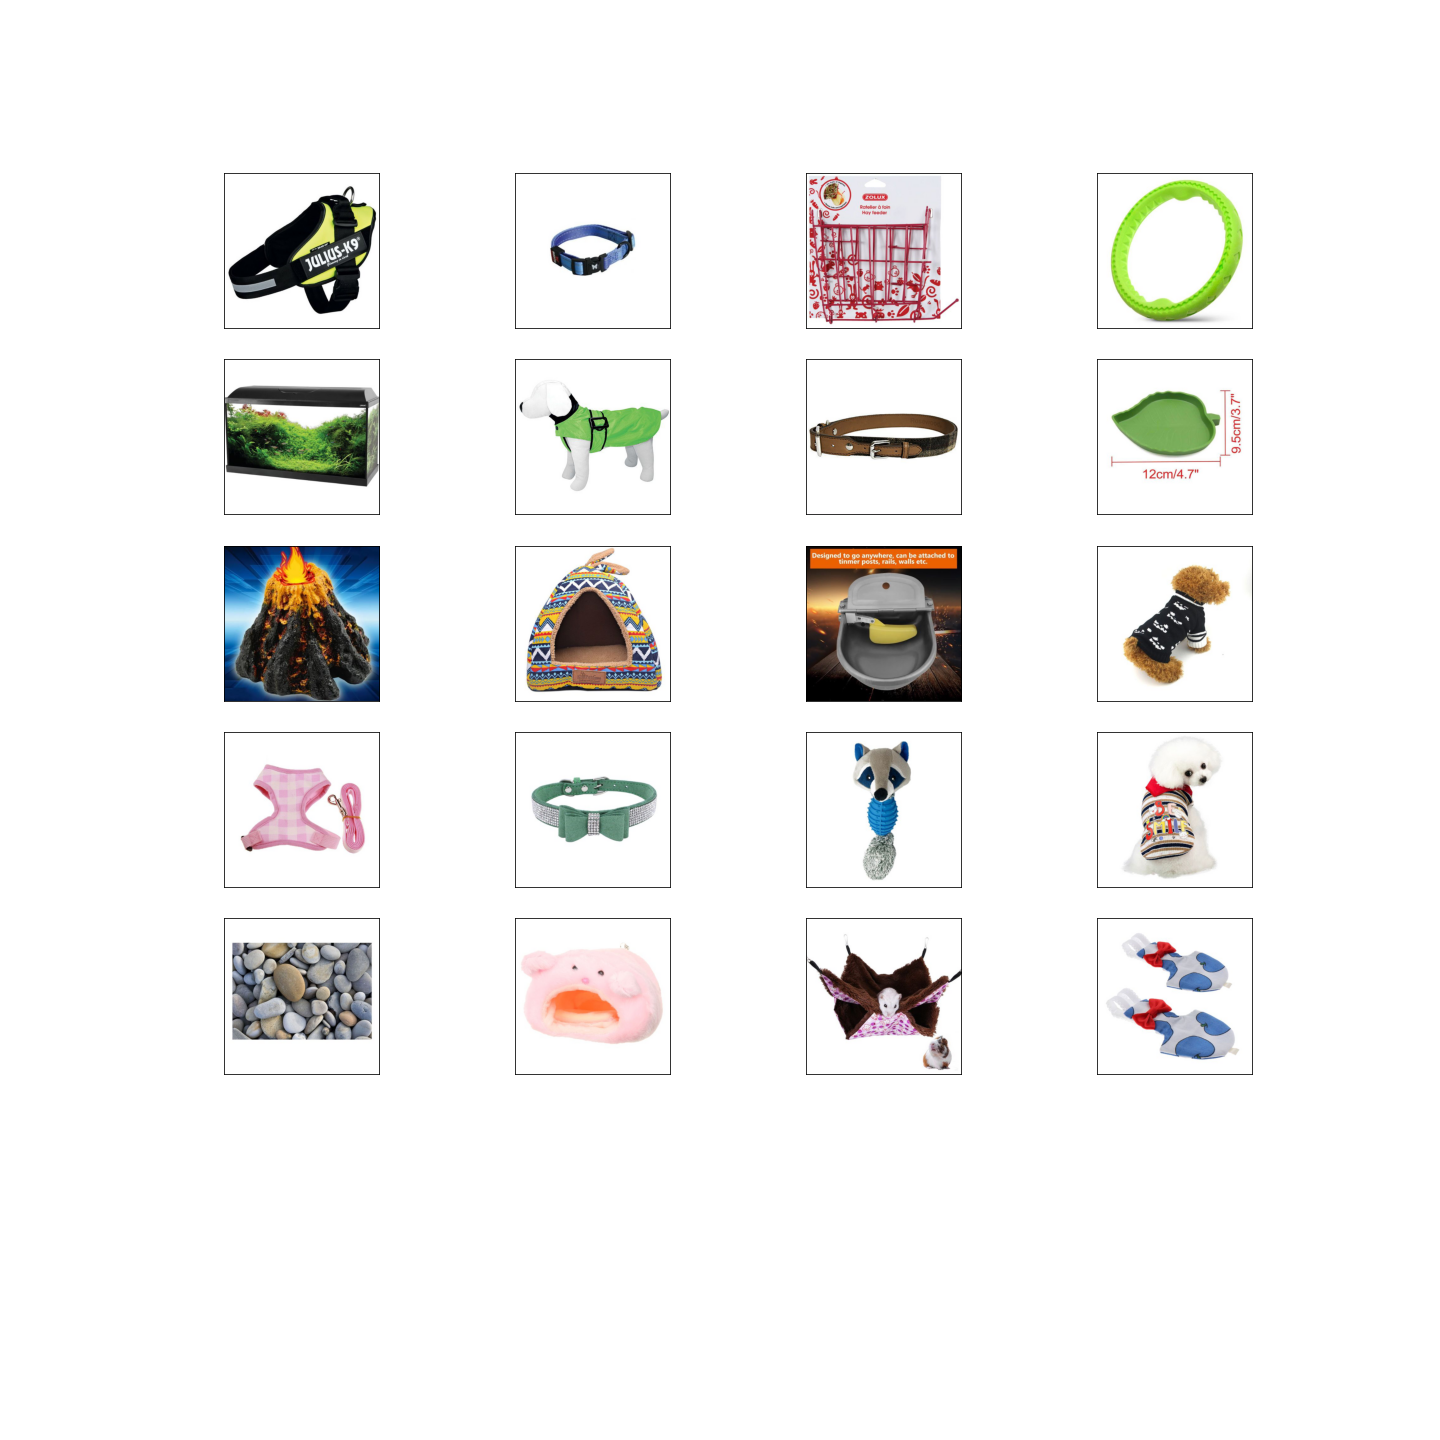 JULIUS-K9®
ZOLUX
Ratelier à foin
Hay feeder
9.5cm/3.7"
12cm/4.7"
Designed to go anywhere, can be attached to
tinmer posts, rails, walls etc.